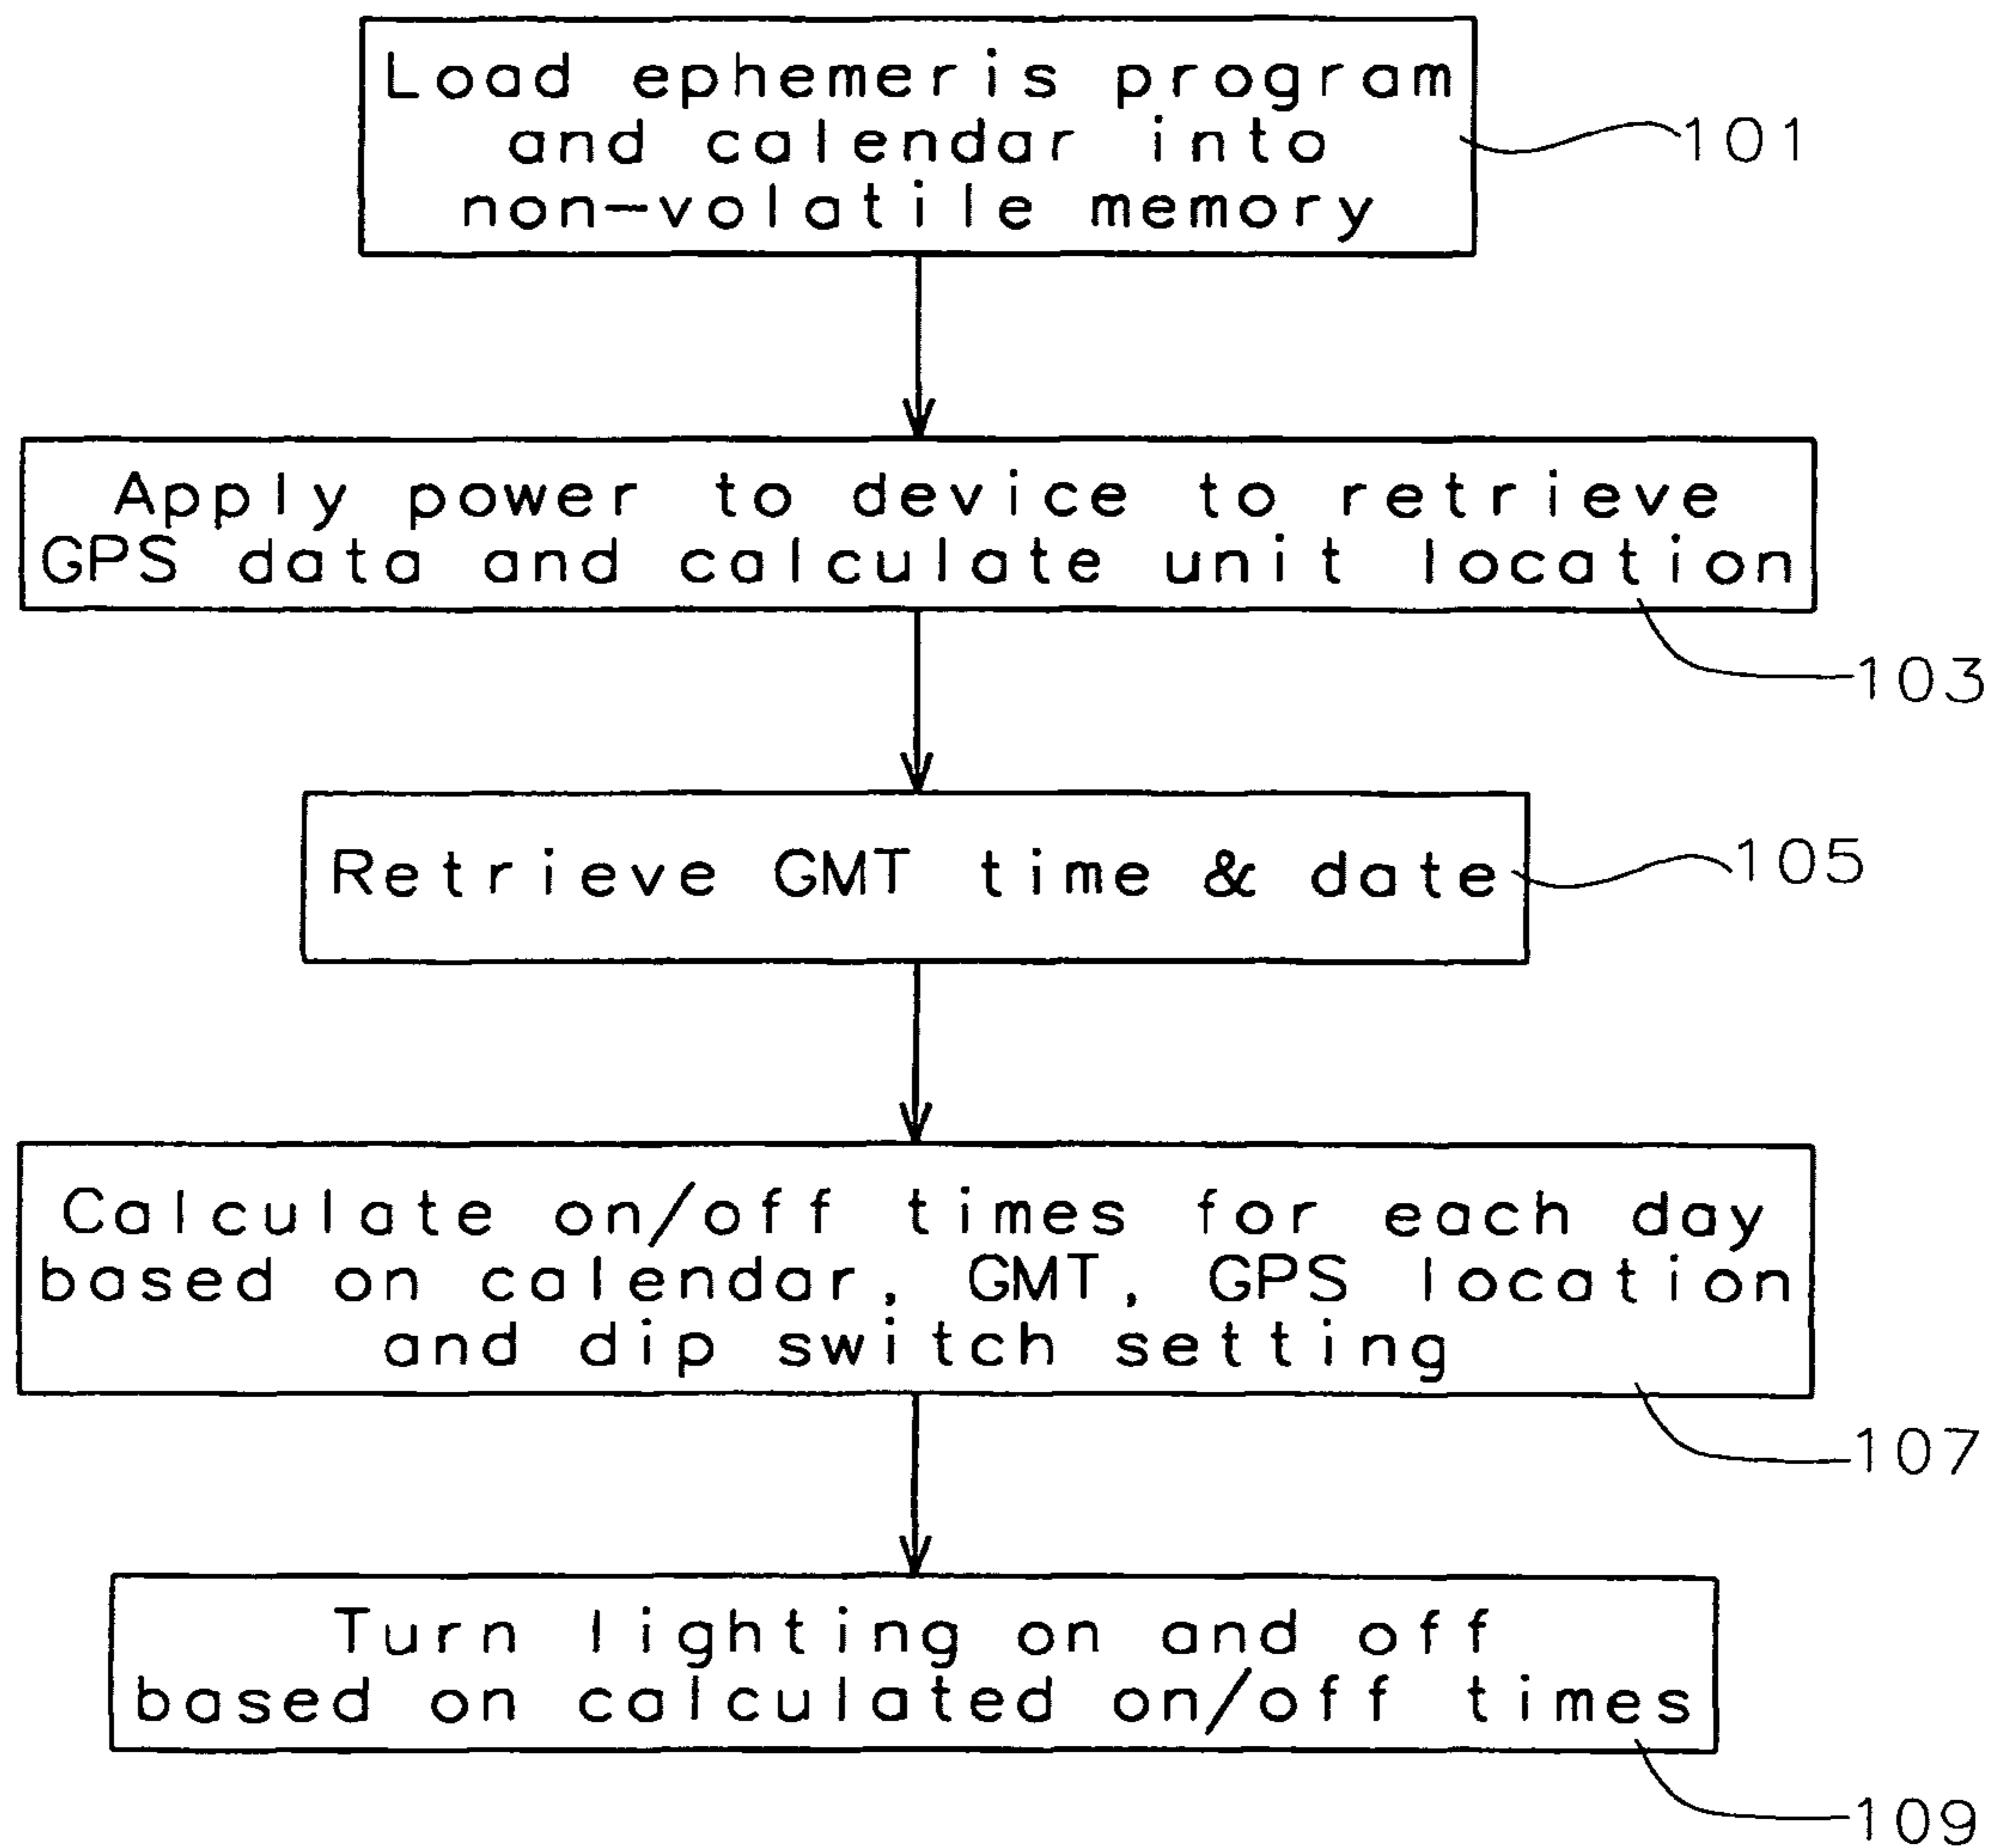 Load ephemeris program
and calendar into
non-volatile memory
101
Apply power to device to retrieve
GPS data and calculate unit location
103
Retrieve GMT time & date
105
Calculate on/off times for each day
based on calendar, GMT, GPS location
and dip switch setting
107
Turn lighting on and off
based on calculated on/off times
109